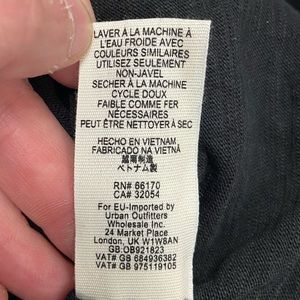 LAVER À LA MACHINE À
L'EAU FROIDE AVEC
COULEURS SIMILAIRES
UTILISEZ SEULEMENT
NON-JAVEL
SECHER À LA MACHINE
CYCLE DOUX
FAIBLE COMME FER
NÉCESSAIRES
PEUT ÊTRE NETTOYER À SEC
HECHO EN VIETNAM
FABRICADO NA VIETNÃ
越南制造
ベトナム製
RN# 66170
CA# 32054
For EU-Imported by
Urban Outfitters
Wholesale Inc.
24 Market Place
London, UK W1W8AN
GB:OB921823
VAT# GB 684936382
VAT# GB 975119105